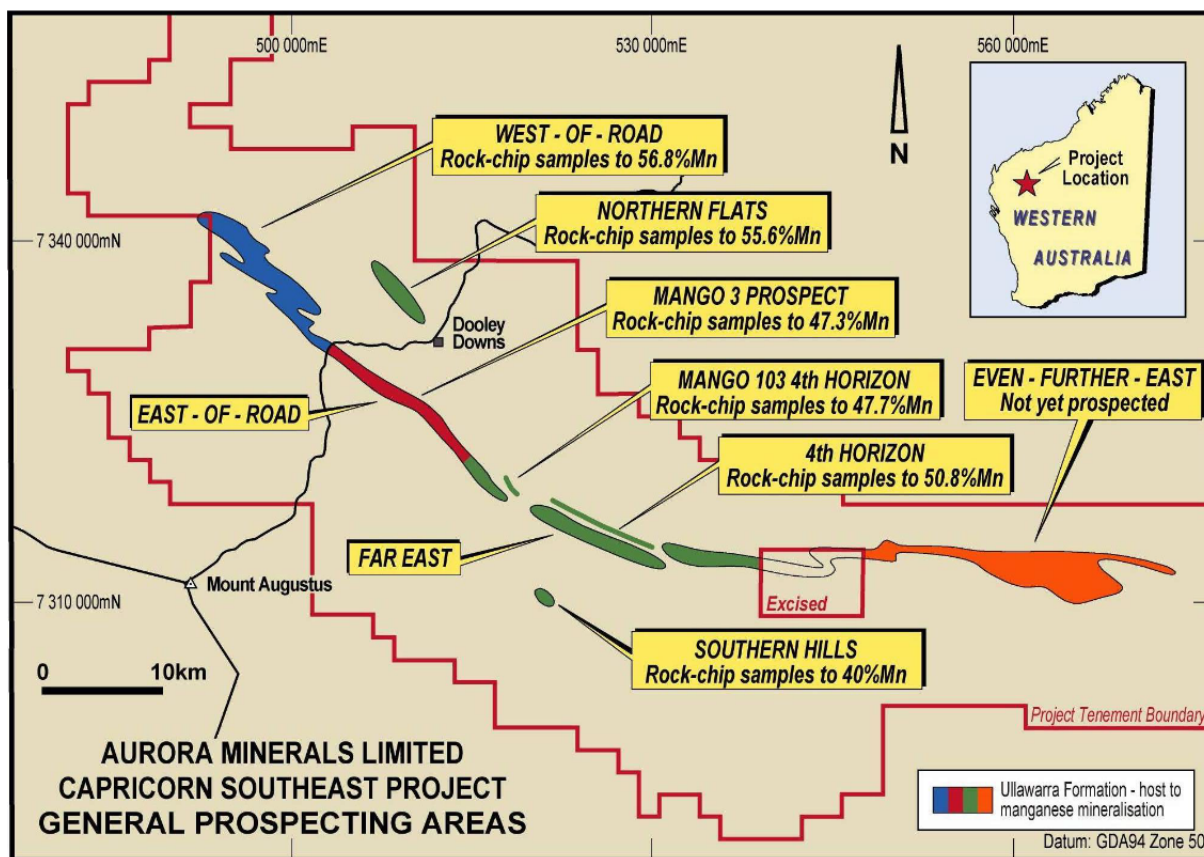 500 000mE
530 000mE
560 000mE
WEST - OF - ROAD
Rock-chip samples to 56.8%Mn
N
Project
Location
WESTERN
AUSTRALIA
NORTHERN FLATS
Rock-chip samples to 55.6%Mn
7 340 000mN
MANGO 3 PROSPECT
Rock-chip samples to 47.3%Mn
Dooley
Downs
MANGO 103 4th HORIZON
Rock-chip samples to 47.7%Mn
EVEN - FURTHER - EAST
Not yet prospected
EAST - OF - ROAD
4th HORIZON
Rock-chip samples to 50.8%Mn
FAR EAST
Mount Augustus
7 310 000mN
Excised
SOUTHERN HILLS
Rock-chip samples to 40%Mn
0 10km
Project Tenement Boundary
AURORA MINERALS LIMITED
CAPRICORN SOUTHEAST PROJECT
GENERAL PROSPECTING AREAS
Ullawarra Formation - host to
manganese mineralisation
Datum: GDA94 Zone 50